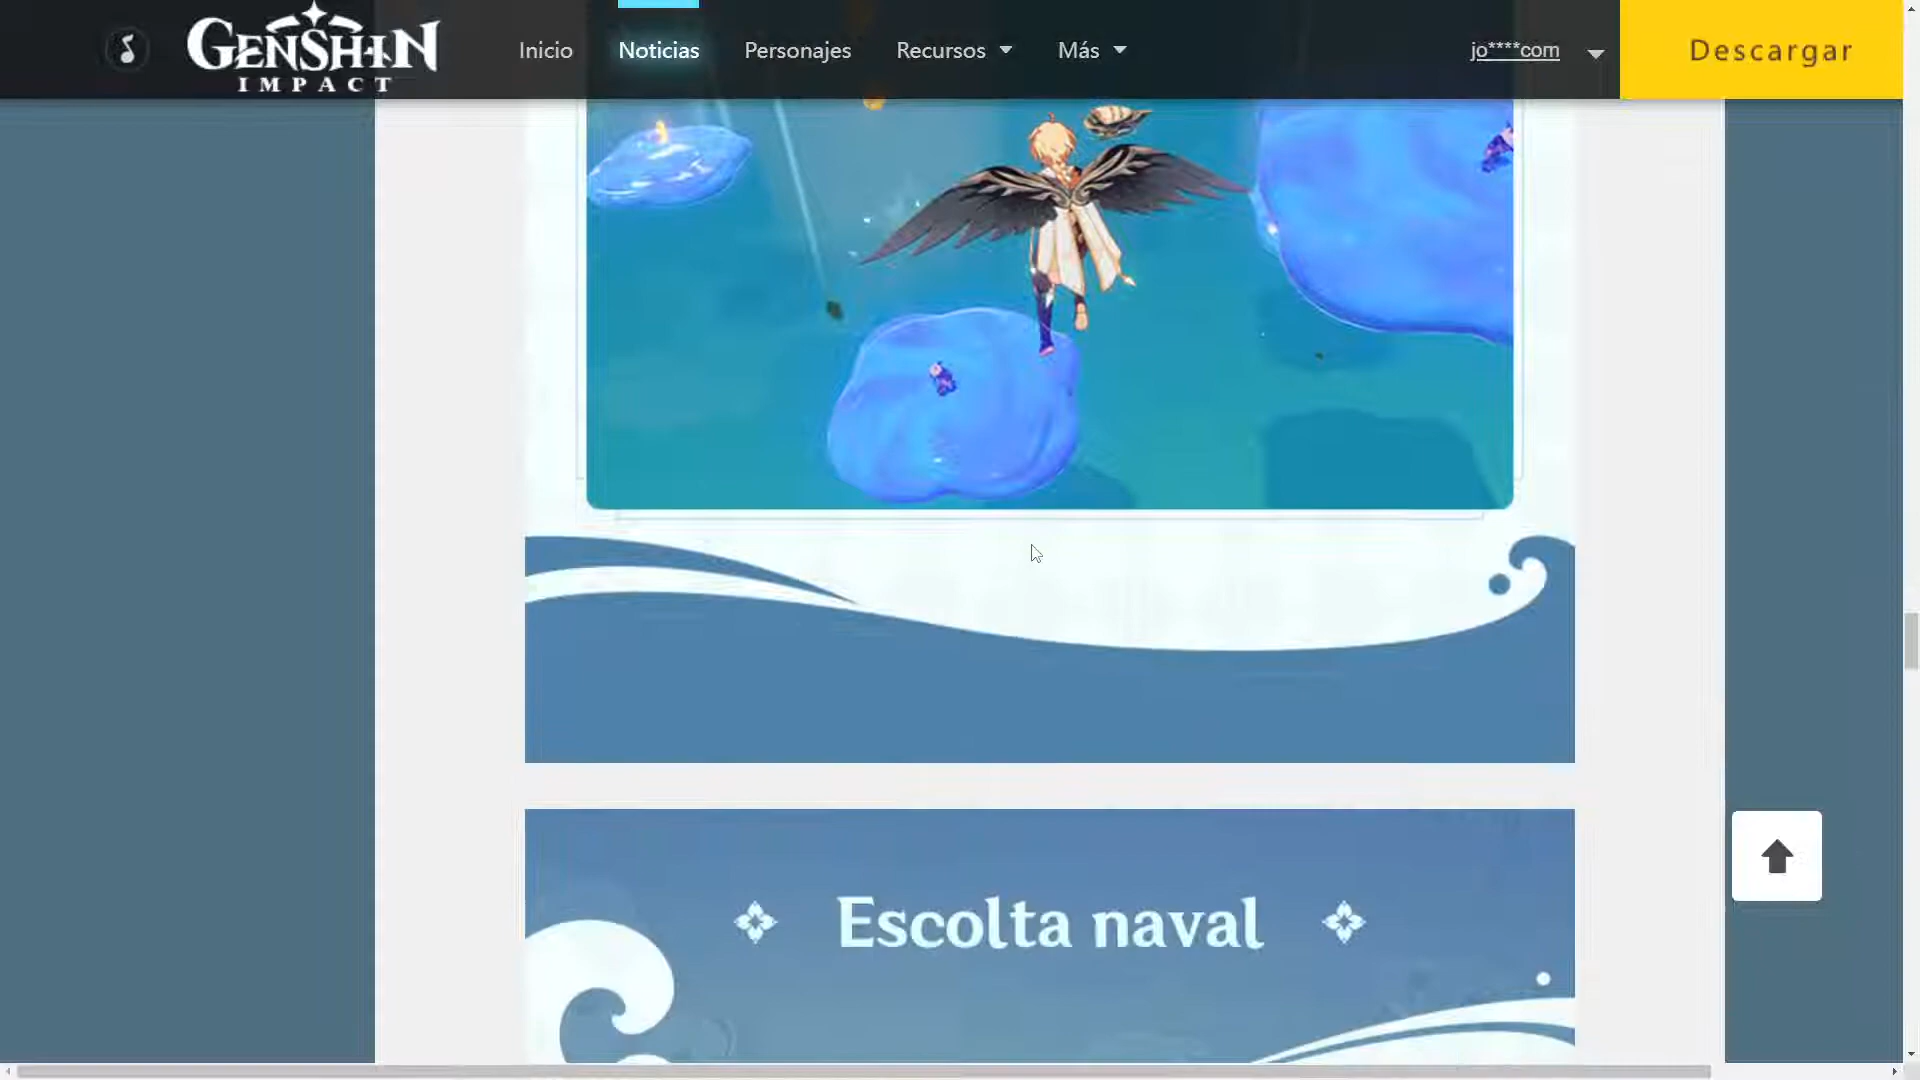 GENSHIN
IMPACT
Inicio
Noticias
Personajes
Recursos
Más
jo****com
Descargar
Escolta naval